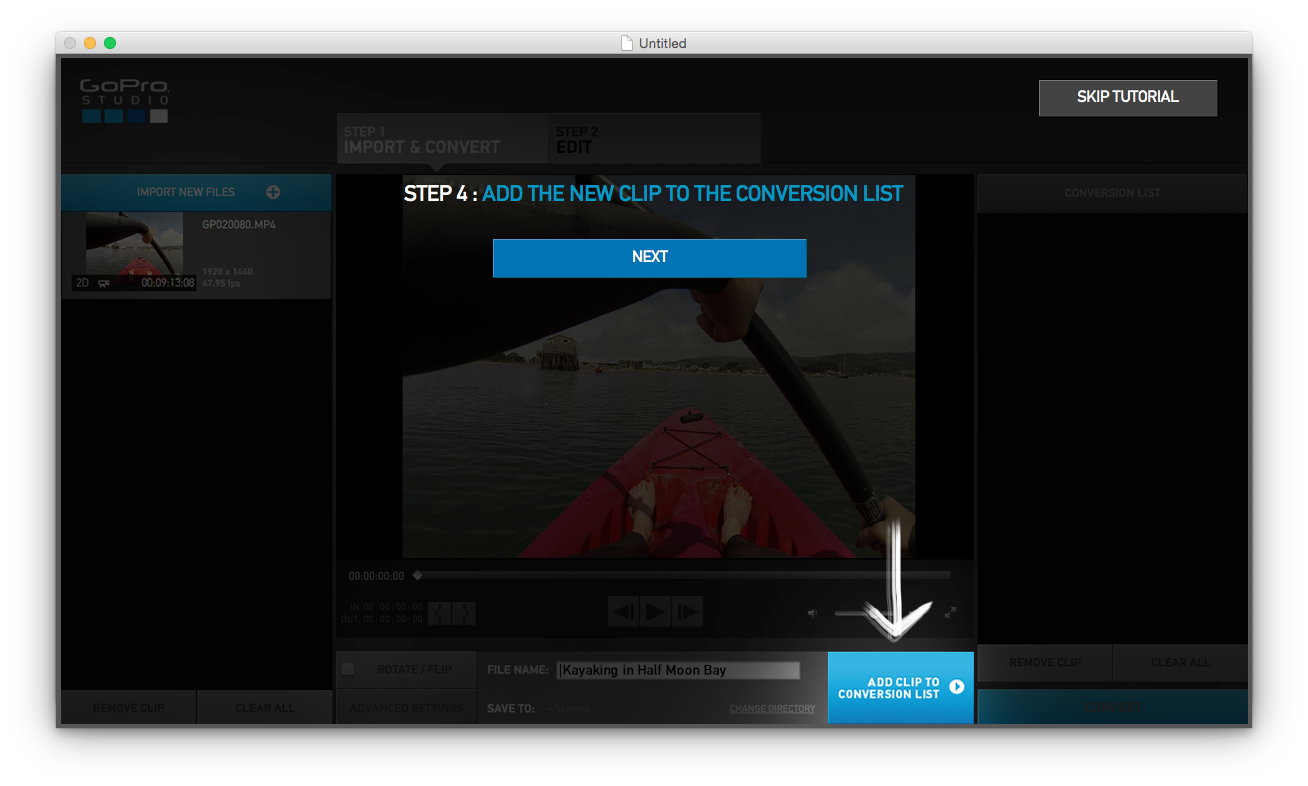 Untitled
GoPro
STUDIO
SKIP TUTORIAL
STEP 1
IMPORT & CONVERT
STEP 2
EDIT
IMPORT NEW FILES
STEP 4 : ADD THE NEW CLIP TO THE CONVERSION LIST
CONVERSION LIST
GP020080.MP4
NEXT
1920 x 1440
2D 00:09:13:08 47.95 fps
00:00:00:00
IN: 00 : 00 : 00 : 00
OUT: 00 : 00 : 00 : 00
ROTATE / FLIP
FILE NAME: Kayaking in Half Moon Bay
ADD CLIP TO
CONVERSION LIST
REMOVE CLIP CLEAR ALL
REMOVE CLIP CLEAR ALL
ADVANCED SETTINGS
SAVE TO: ~/Movies
CHANGE DIRECTORY